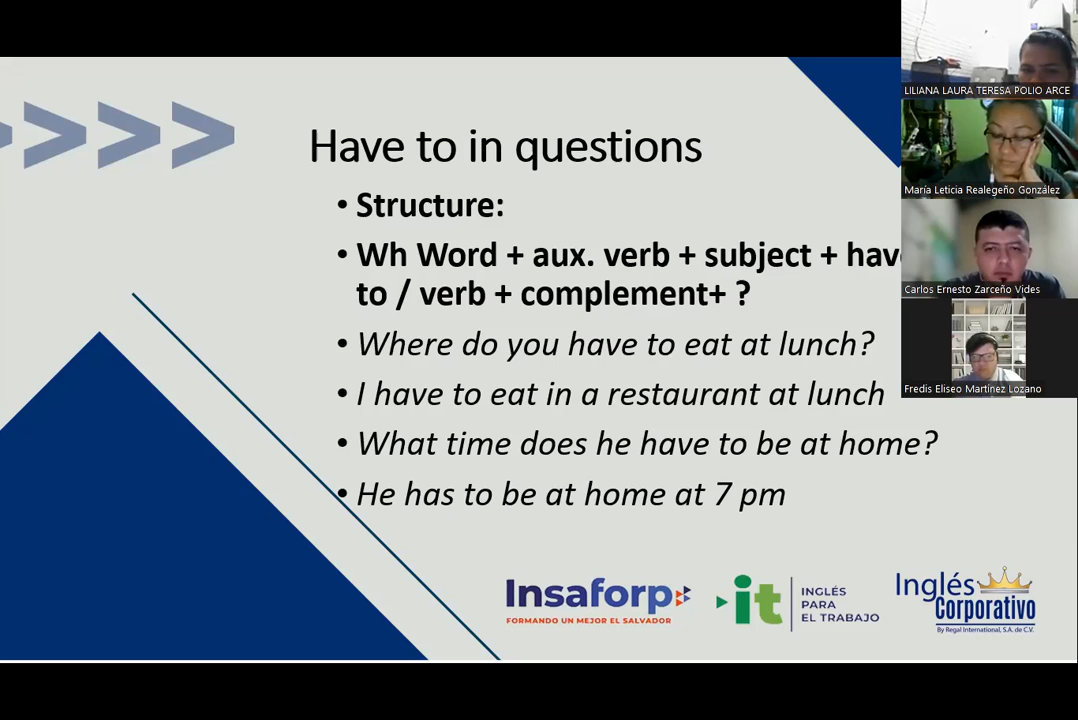 Have to in questions
• Structure:
• Wh Word + aux. verb + subject + hav
to / verb + complement+ ?
• Where do you have to eat at lunch?
• I have to eat in a restaurant at lunch
• What time does he have to be at home?
• He has to be at home at 7 pm
Insaforp
FORMANDO UN MEJOR EL SALVADOR
it
INGLÉS
PARA
EL TRABAJO
Inglés
Corporativo
By Regal International, S.A. de C.V.
LILIANA LAURA TERESA POLIO ARCE
María Leticia Realegeño González
Carlos Ernesto Zarceño Vides
Fredis Eliseo Martinez Lozano